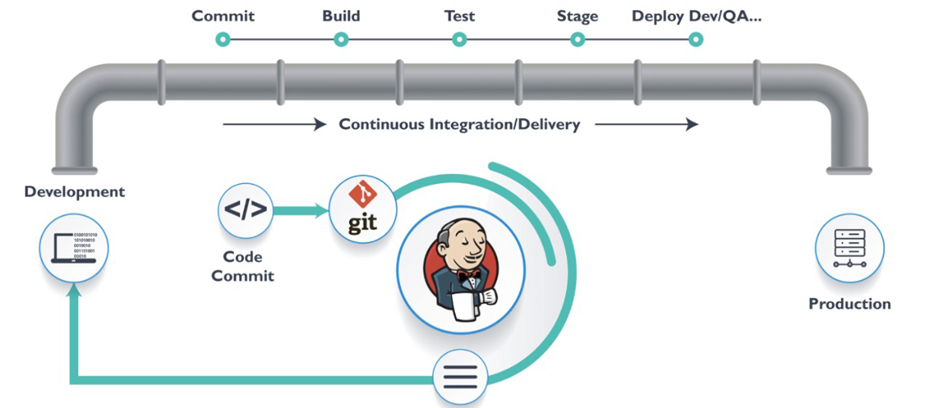 Commit Build Test Stage Deploy Dev/QA...
Continuous Integration/Delivery
Development
</>
git
Code
Commit
Production